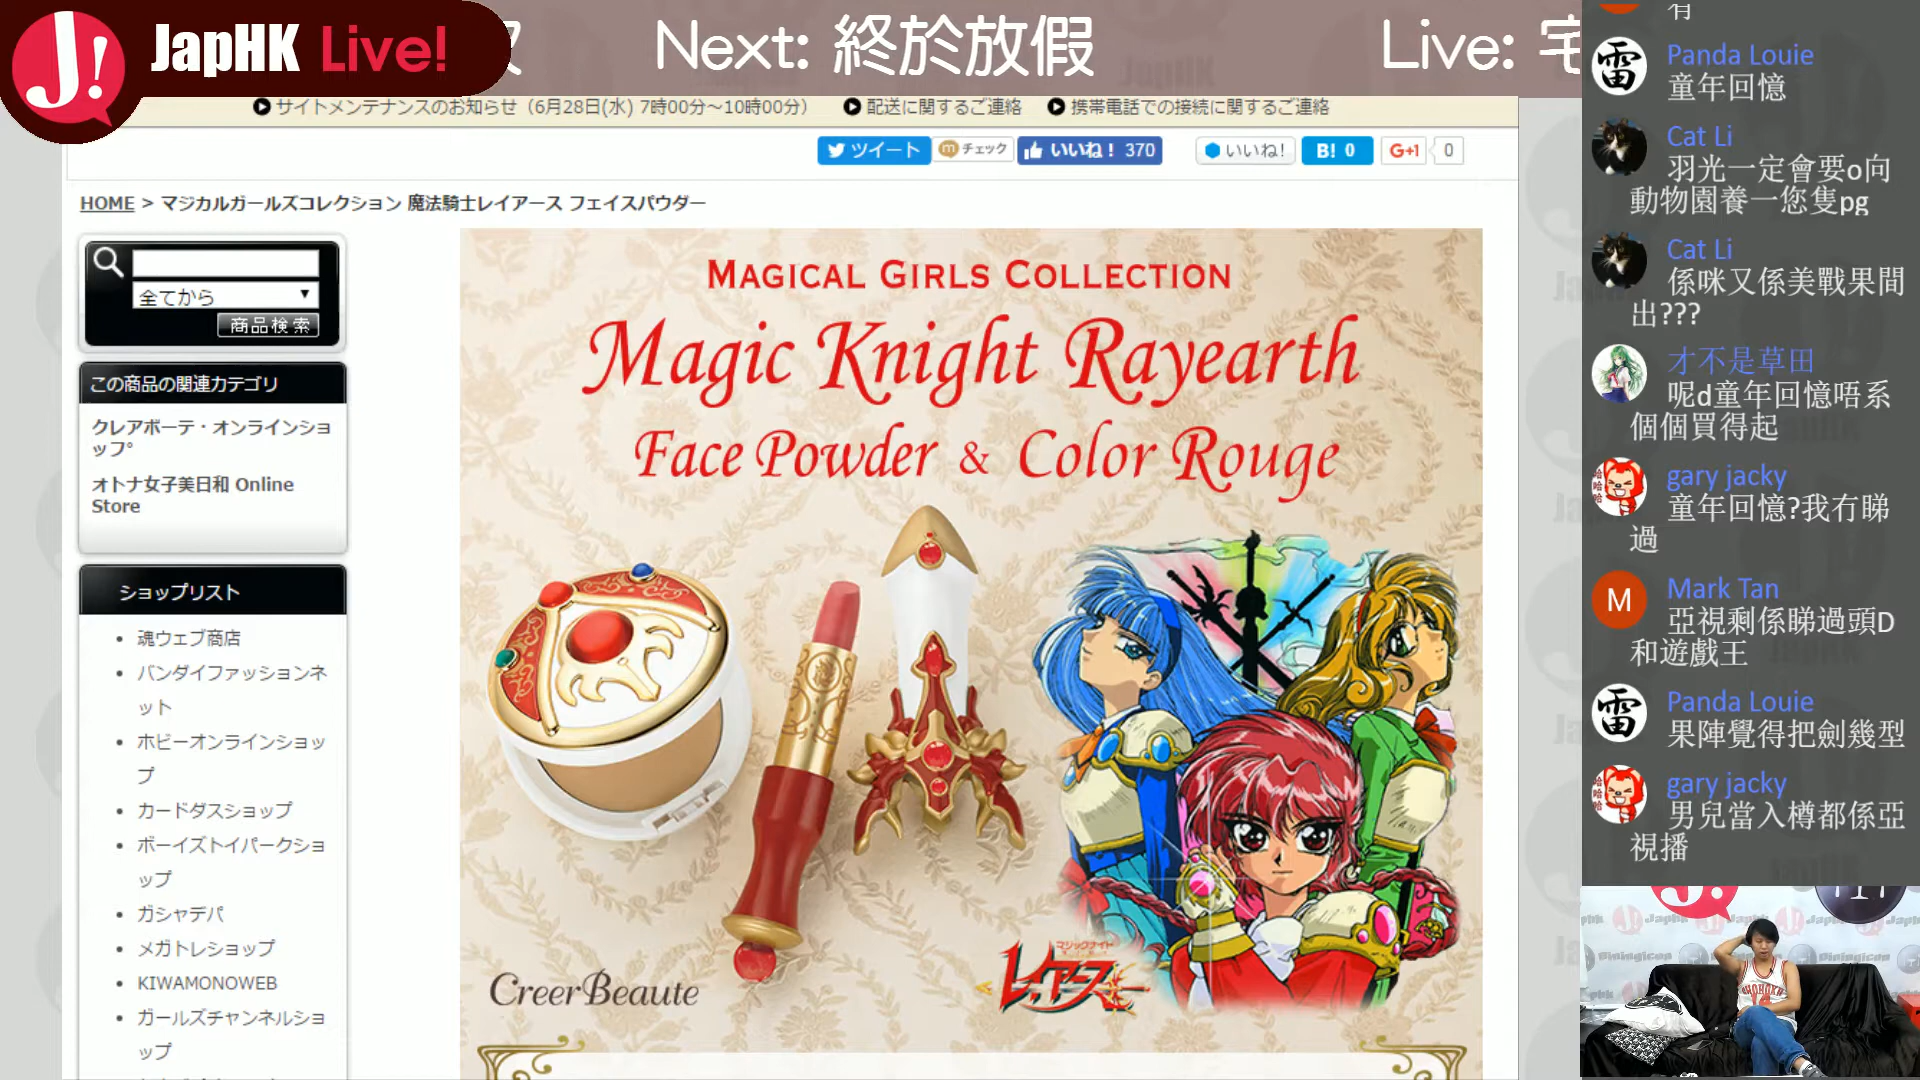 JapHK Live!
Next: 終於放假
Live: 宅
サイトメンテナンスのお知らせ（6月28日(水) 7時00分～10時00分）
配送に関するご連絡
携帯電話での接続に関するご連絡
ツイート
チェック
いいね！ 370
いいね!
B! 0
G+1
0
HOME > マジカルガールズコレクション 魔法騎士レイアース フェイスパウダー
全てから
商品検索
この商品の関連カテゴリ
クレアボーテ・オンラインショ
ップ°
オトナ女子美日和 Online
Store
ショップリスト
魂ウェブ商店
バンダイファッションネ
ット
ホビーオンラインショッ
プ
カードダスショップ
ボーイズトイパークショ
ップ
ガシャデパ
メガトレショップ
KIWAMONOWEB
ガールズチャンネルショ
ップ
MAGICAL GIRLS COLLECTION
Magic Knight Rayearth
Face Powder & Color Rouge
CreerBeaute
マジックナイト
レイアース
有
Panda Louie
童年回憶
Cat Li
羽光一定會要o向
動物園養一您隻pg
Cat Li
係咪又係美戰果間
出???
才不是草田
呢d童年回憶唔系
個個買得起
gary jacky
童年回憶?我冇睇
過
M
Mark Tan
亞視剩係睇過頭D
和遊戲王
雷
Panda Louie
果陣覺得把劍幾型
gary jacky
男兒當入樽都係亞
視播